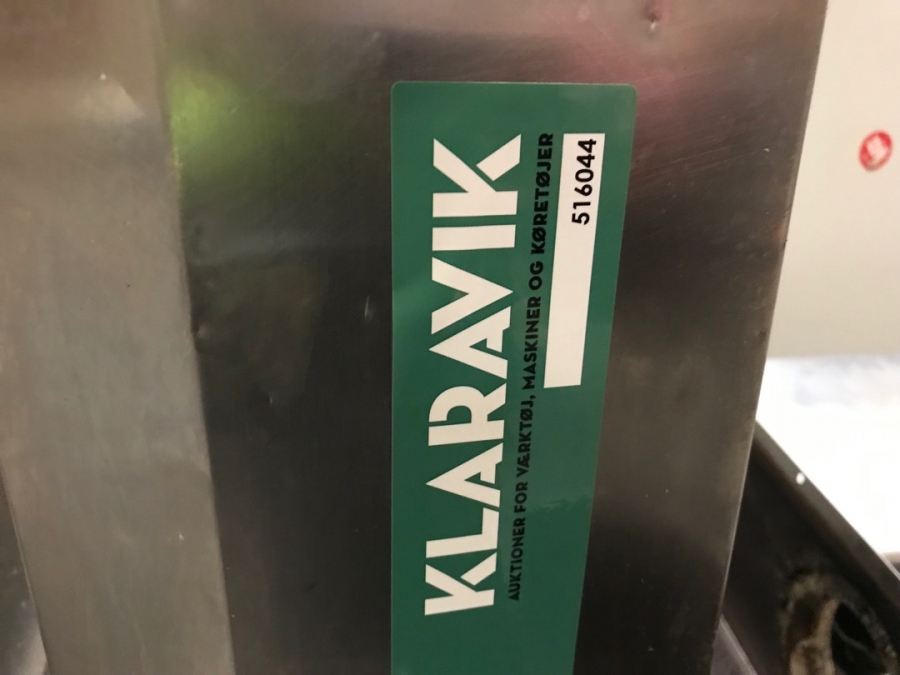 KLARAVIK
AUKTIONER FOR VÆRKTØJ, MASKINER OG KØRETØJER
516044